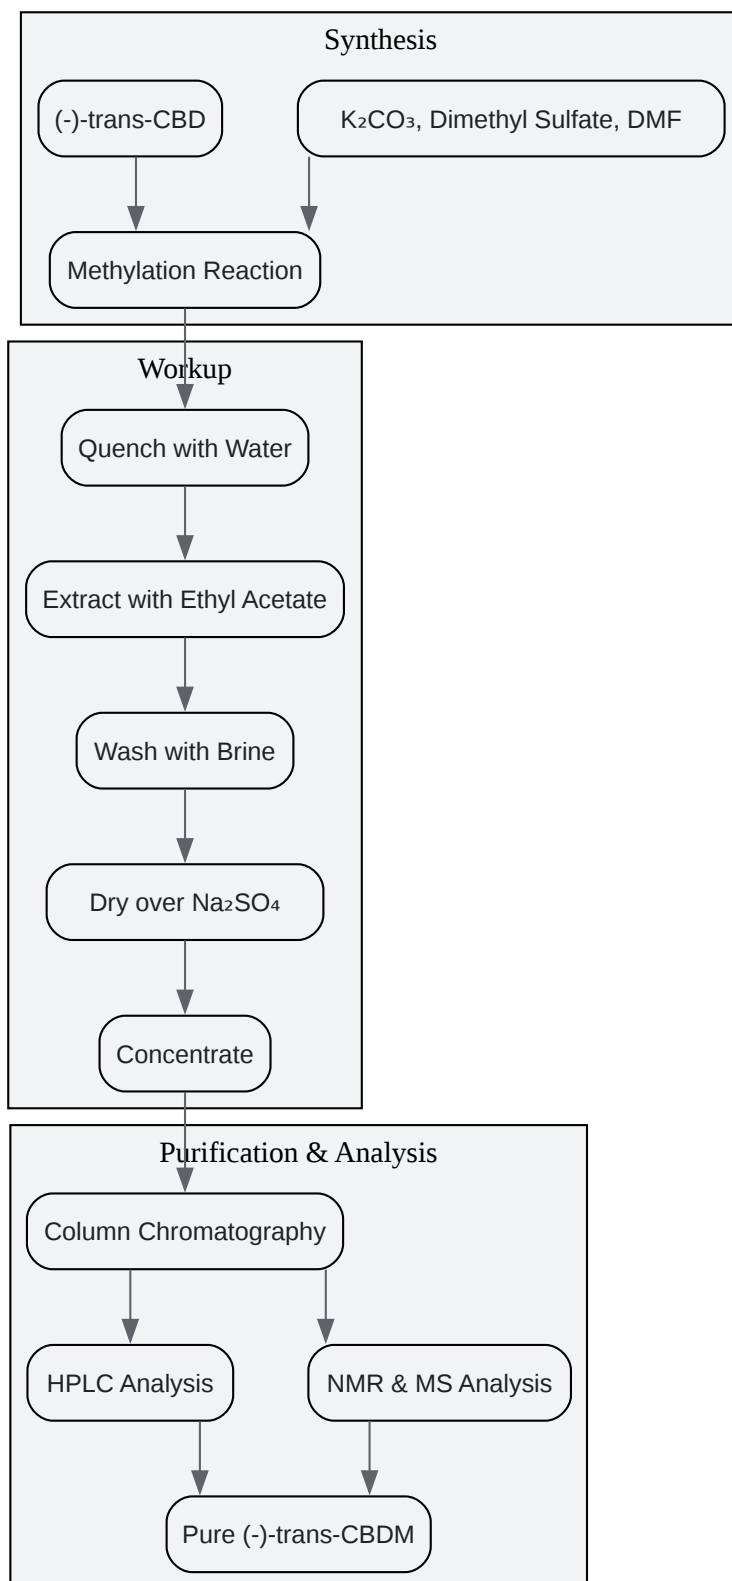 Synthesis
(-)-trans-CBD
K₂CO₃, Dimethyl Sulfate, DMF
Methylation Reaction
Workup
Quench with Water
Extract with Ethyl Acetate
Wash with Brine
Dry over Na₂SO₄
Concentrate
Purification & Analysis
Column Chromatography
HPLC Analysis
NMR & MS Analysis
Pure (-)-trans-CBDM